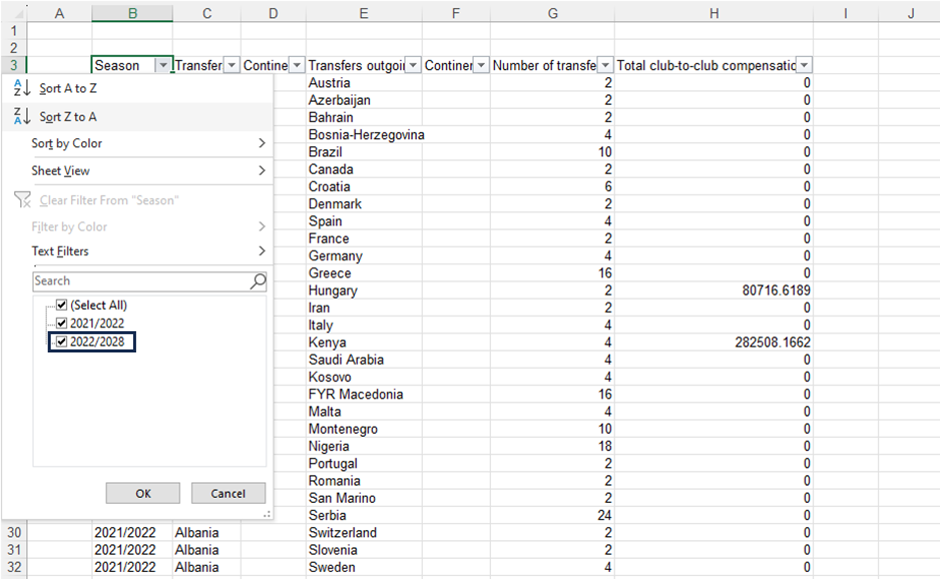 A B C D E F G H I J
1
2
3 Season Transfer Contine Transfers outgoi Continer Number of transfe Total club-to-club compensatic
Sort A to Z Austria 2 0
Azerbaijan 2 0
Sort Z to A Bahrain 2 0
Bosnia-Herzegovina 4 0
Sort by Color Brazil 10 0
Canada 2 0
Sheet View Croatia 6 0
Clear Filter From "Season" Denmark 2 0
Spain 4 0
Filter by Color France 2 0
Text Filters Germany 4 0
Greece 16 0
Search Hungary 2 80716.6189
(Select All) Iran 2 0
2021/2022 Italy 4 0
2022/2028 Kenya 4 282508.1662
Saudi Arabia 4 0
Kosovo 4 0
FYR Macedonia 16 0
Malta 4 0
Montenegro 10 0
Nigeria 18 0
Portugal 2 0
Romania 2 0
OK Cancel San Marino 2 0
Serbia 24 0
30 2021/2022 Albania Switzerland 2 0
31 2021/2022 Albania Slovenia 2 0
32 2021/2022 Albania Sweden 4 0